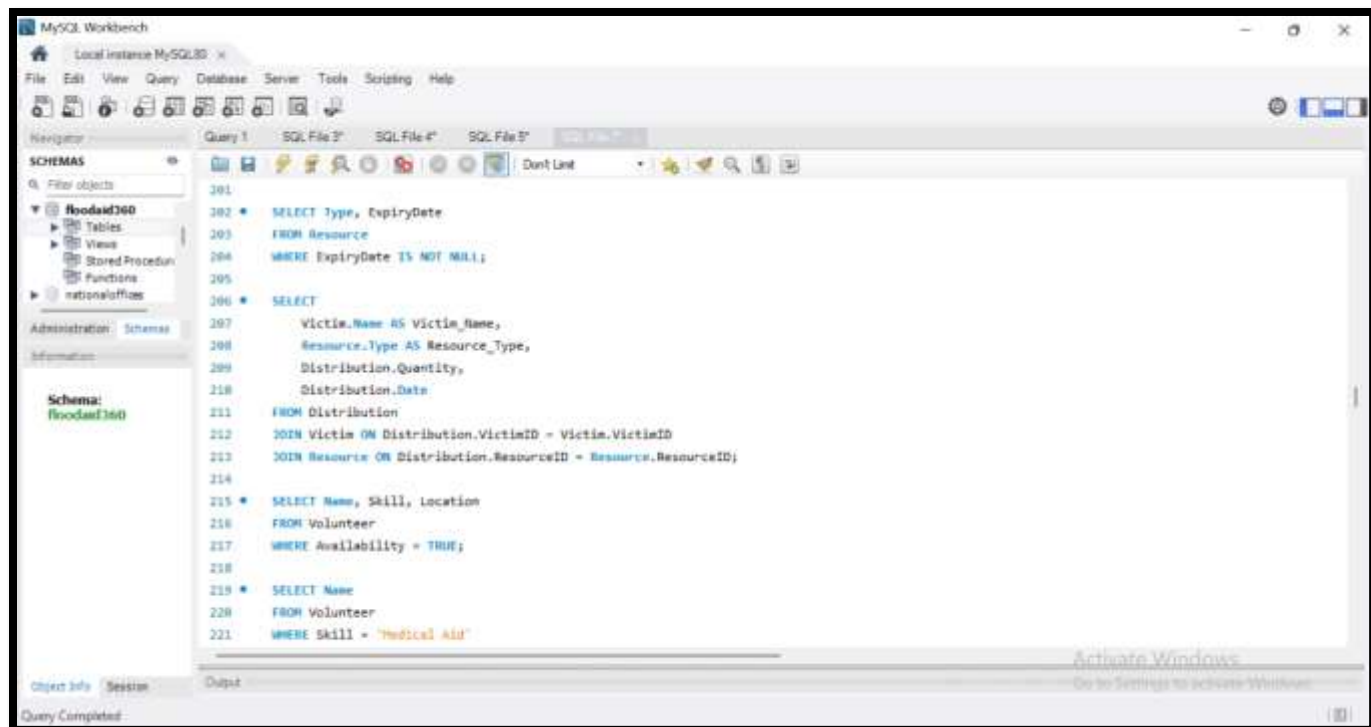 MySQL Workbench
Local instance MySQL80
File Edit View Query Database Server Tools Scripting Help
Navigator
Query 1 SQL File 3* SQL File 4* SQL File 5*
SCHEMAS
Don't Limit
Filter objects
floodaid360
Tables
Views
Stored Procedur
Functions
nationaloffices
Administration Schemas
Information
Schema:
floodaid360
201
202 SELECT Type, ExpiryDate
203 FROM Resource
204 WHERE ExpiryDate IS NOT NULL;
205
206 SELECT
207 Victim.Name AS Victim_Name,
208 Resource.Type AS Resource_Type,
209 Distribution.Quantity,
210 Distribution.Date
211 FROM Distribution
212 JOIN Victim ON Distribution.VictimID = Victim.VictimID
213 JOIN Resource ON Distribution.ResourceID = Resource.ResourceID;
214
215 SELECT Name, Skill, Location
216 FROM Volunteer
217 WHERE Availability = TRUE;
218
219 SELECT Name
220 FROM Volunteer
221 WHERE Skill = 'Medical Aid'
Activate Windows
Go to Settings to activate Windows.
Object Info Session
Output
Query Completed